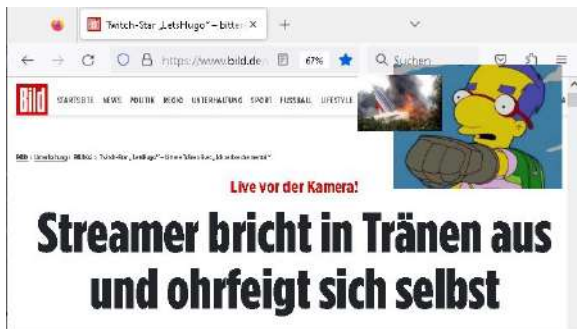 Twitch-Star „LetsHugo“ – bitter
https://www.bild.de
67%
Suchen
Bild
STARTSEITE NEWS POLITIK REGIO UNTERHALTUNG SPORT FUSSBALL LIFESTYLE
Live vor der Kamera!
Streamer bricht in Tränen aus
und ohrfeigt sich selbst